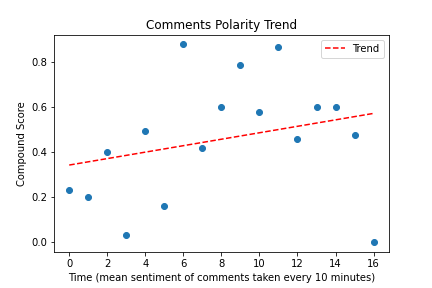 Comments Polarity Trend
Trend
Compound Score
0.8
0.6
0.4
0.2
0.0
0 2 4 6 8 10 12 14 16
Time (mean sentiment of comments taken every 10 minutes)